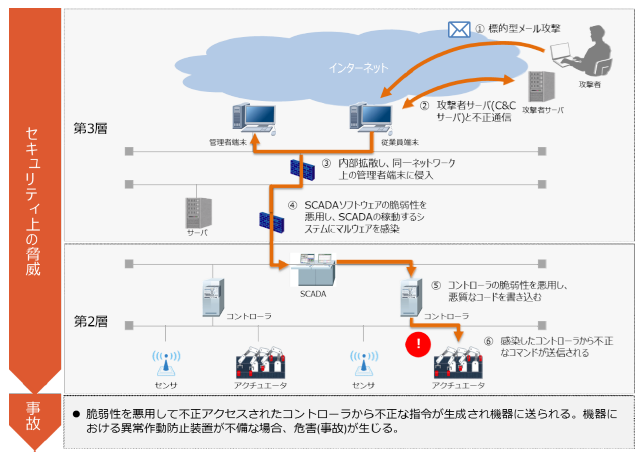 セキュリティ上の脅威
事故
① 標的型メール攻撃
インターネット
攻撃者
② 攻撃者サーバ(C&C
サーバ)と不正通信
攻撃者サーバ
第3層
管理者端末
従業員端末
③ 内部拡散し、同一ネットワーク
上の管理者端末に侵入
④ SCADAソフトウェアの脆弱性を
悪用し、SCADAの稼動するシ
ステムにマルウェアを感染
サーバ
SCADA
⑤ コントローラの脆弱性を悪用し、
悪質なコードを書き込む
コントローラ
コントローラ
第2層
!
⑥ 感染したコントローラから不正
なコマンドが送信される
センサ
アクチュエータ
センサ
アクチュエータ
● 脆弱性を悪用して不正アクセスされたコントローラから不正な指令が生成され機器に送られる。機器に
おける異常作動防止装置が不備な場合、危害(事故)が生じる。